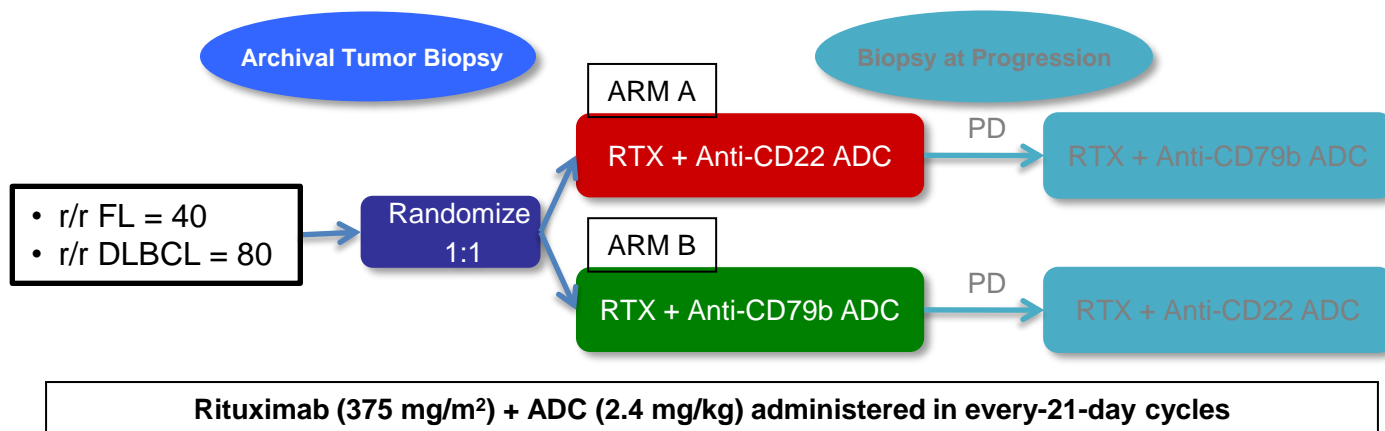 Archival Tumor Biopsy
Biopsy at Progression
ARM A
RTX + Anti-CD22 ADC
PD
RTX + Anti-CD79b ADC
• r/r FL = 40
• r/r DLBCL = 80
Randomize
1:1
ARM B
RTX + Anti-CD79b ADC
PD
RTX + Anti-CD22 ADC
Rituximab (375 mg/m²) + ADC (2.4 mg/kg) administered in every-21-day cycles